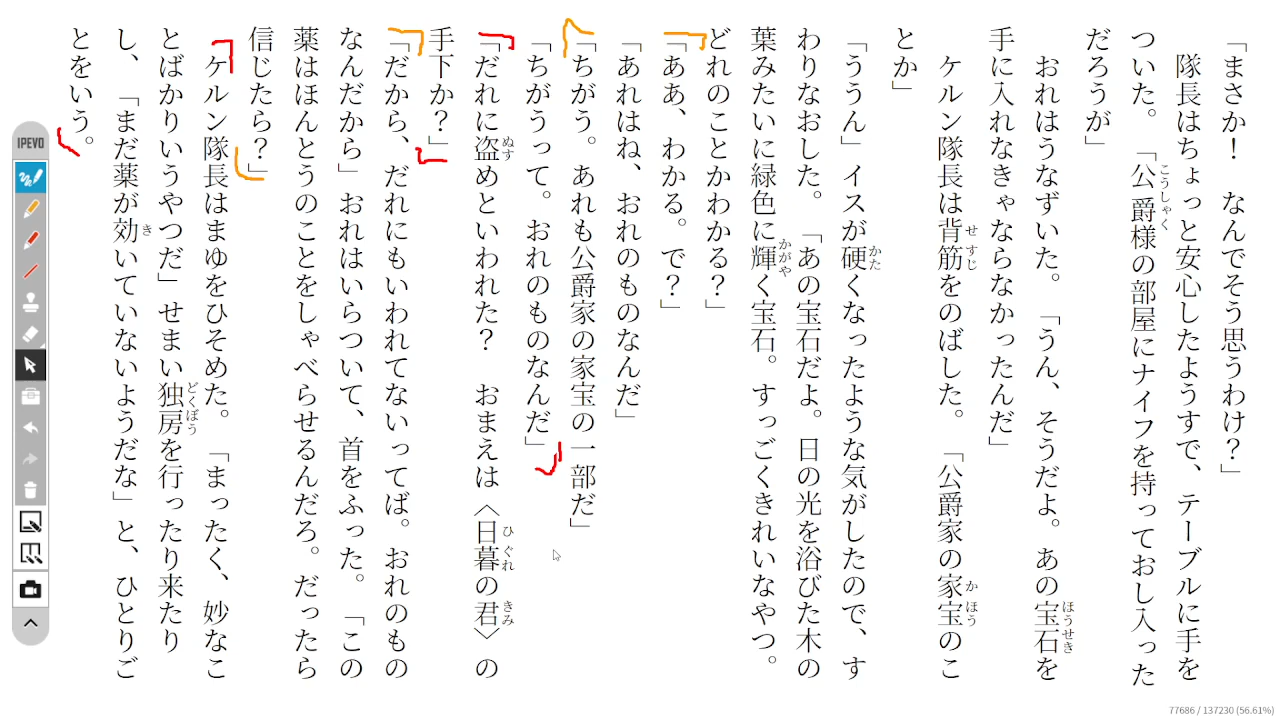 「まさか！　なんでそう思うわけ？」
隊長はちょっと安心したようすで、テーブルに手を
ついた。「公爵様の部屋にナイフを持っておし入った
だろうが」
おれはうなずいた。「うん、そうだよ。あの宝石を
手に入れなきゃならなかったんだ」
ケルン隊長は背筋をのばした。「公爵家の家宝のこ
とか」
「ううん」イスが硬くなったような気がしたので、す
わりなおした。「あの宝石だよ。日の光を浴びた木の
葉みたいに緑色に輝く宝石。すっごくきれいなやつ。
どれのことかわかる？」
「ああ、わかる。で？」
「あれはね、おれのものなんだ」
「ちがう。あれも公爵家の家宝の一部だ」
「ちがうって。おれのものなんだ」
「だれに盗めといわれた？　おまえは〈日暮の君〉の
手下か？」
「だから、だれにもいわれてないってば。おれのもの
なんだから」おれはいらついて、首をふった。「この
薬はほんとうのことをしゃべらせるんだろ。だったら
信じたら？」
ケルン隊長はまゆをひそめた。「まったく、妙なこ
とばかりいうやつだ」せまい独房を行ったり来たり
し、「まだ薬が効いていないようだな」と、ひとりご
とをいう。
IPEVO
77686 / 137230 (56.61%)